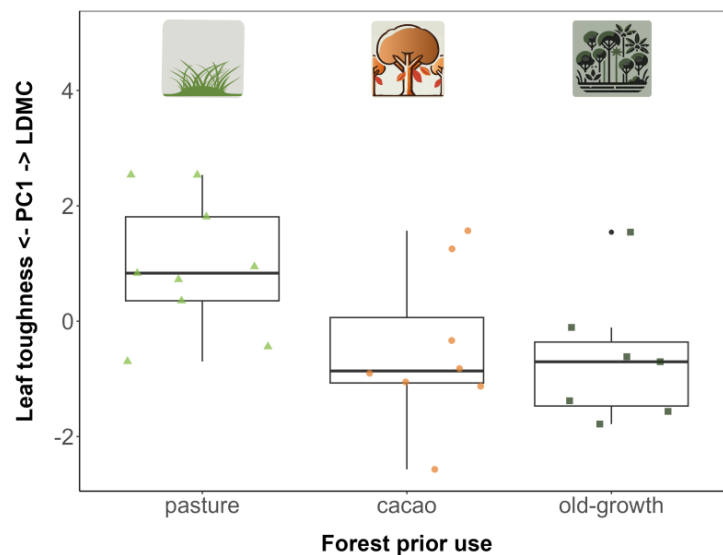 Leaf toughness <- PC1 -> LDMC
4
2
0
-2
pasture
cacao
old-growth
Forest prior use